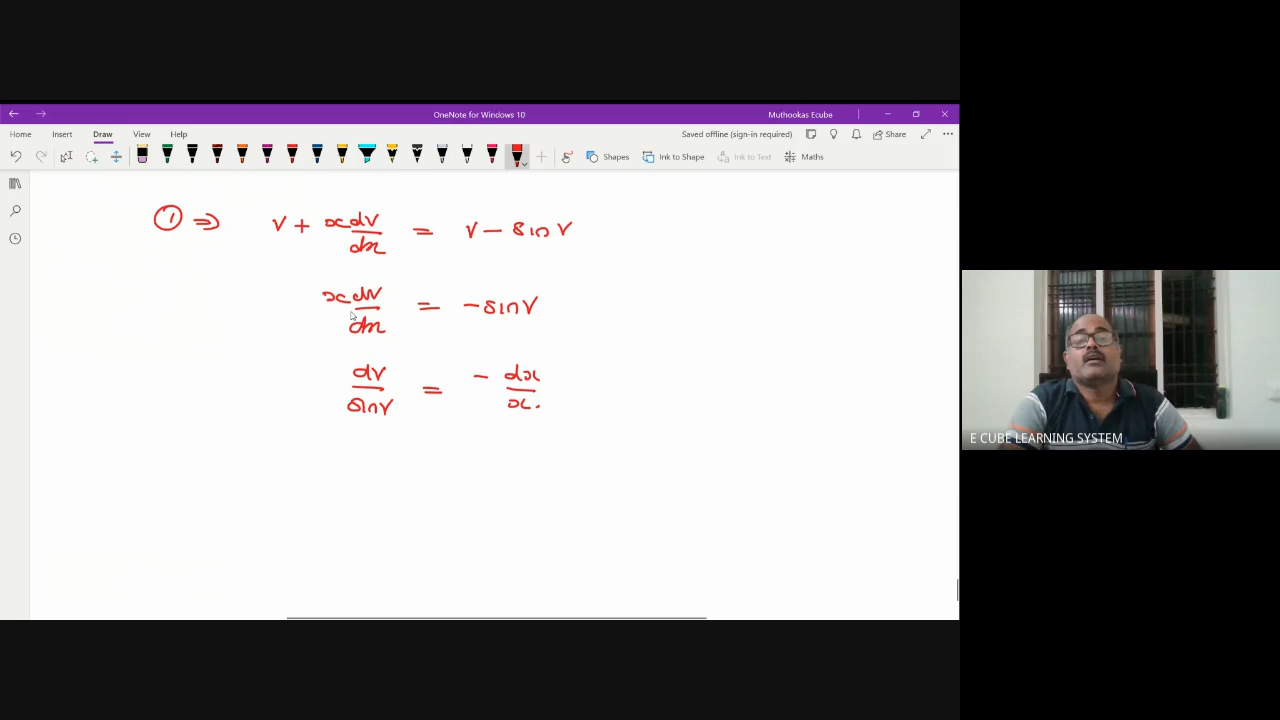 OneNote for Windows 10
Muthookas Ecube
Home Insert Draw View Help
Saved offline (sign-in required) Share
Shapes Ink to Shape Ink to Text Maths
① ⇒ v + x dv/dx = v - sin v
x dv/dx = - sin v
dv/sin v = - dx/x.
E CUBE LEARNING SYSTEM